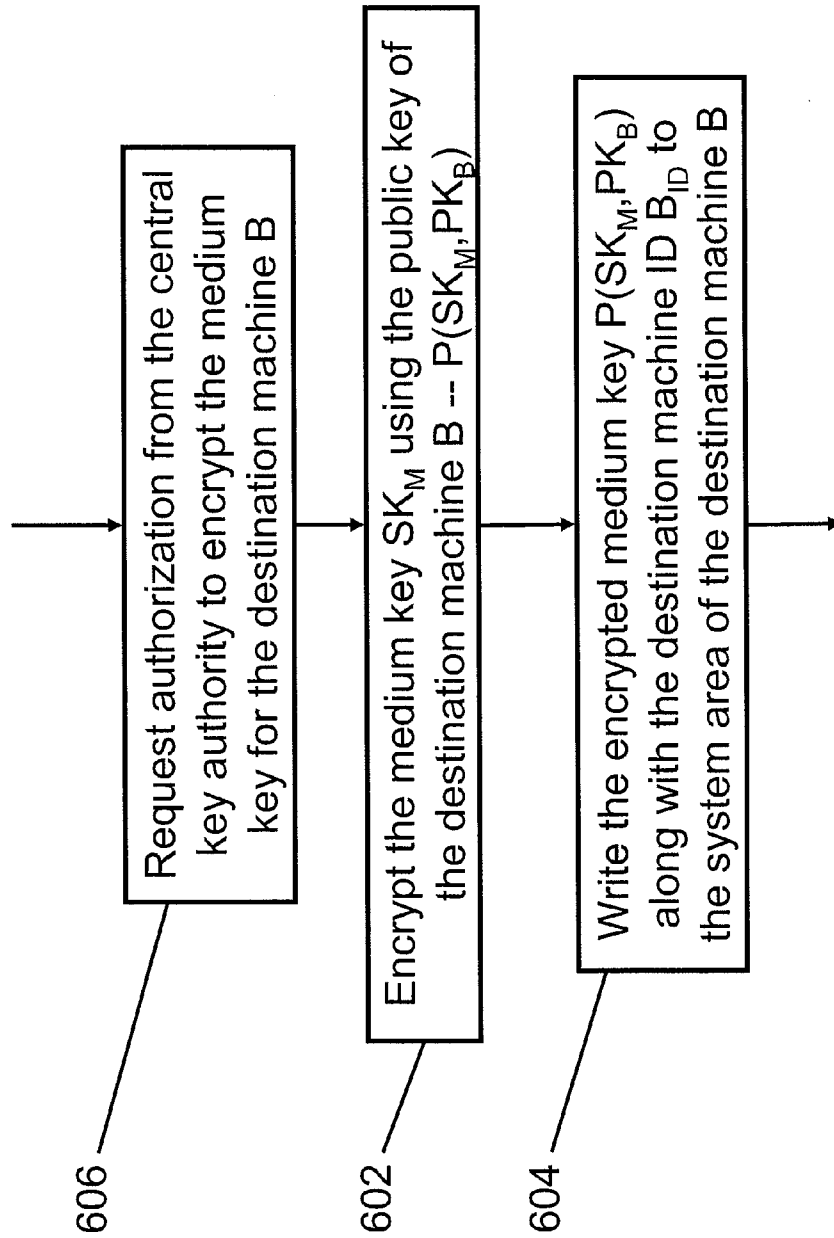 606
Request authorization from the central
key authority to encrypt the medium
key for the destination machine B
602
Encrypt the medium key SK_M using the public key of
the destination machine B -- P(SK_M,PK_B)
604
Write the encrypted medium key P(SK_M,PK_B)
along with the destination machine ID B_ID to
the system area of the destination machine B